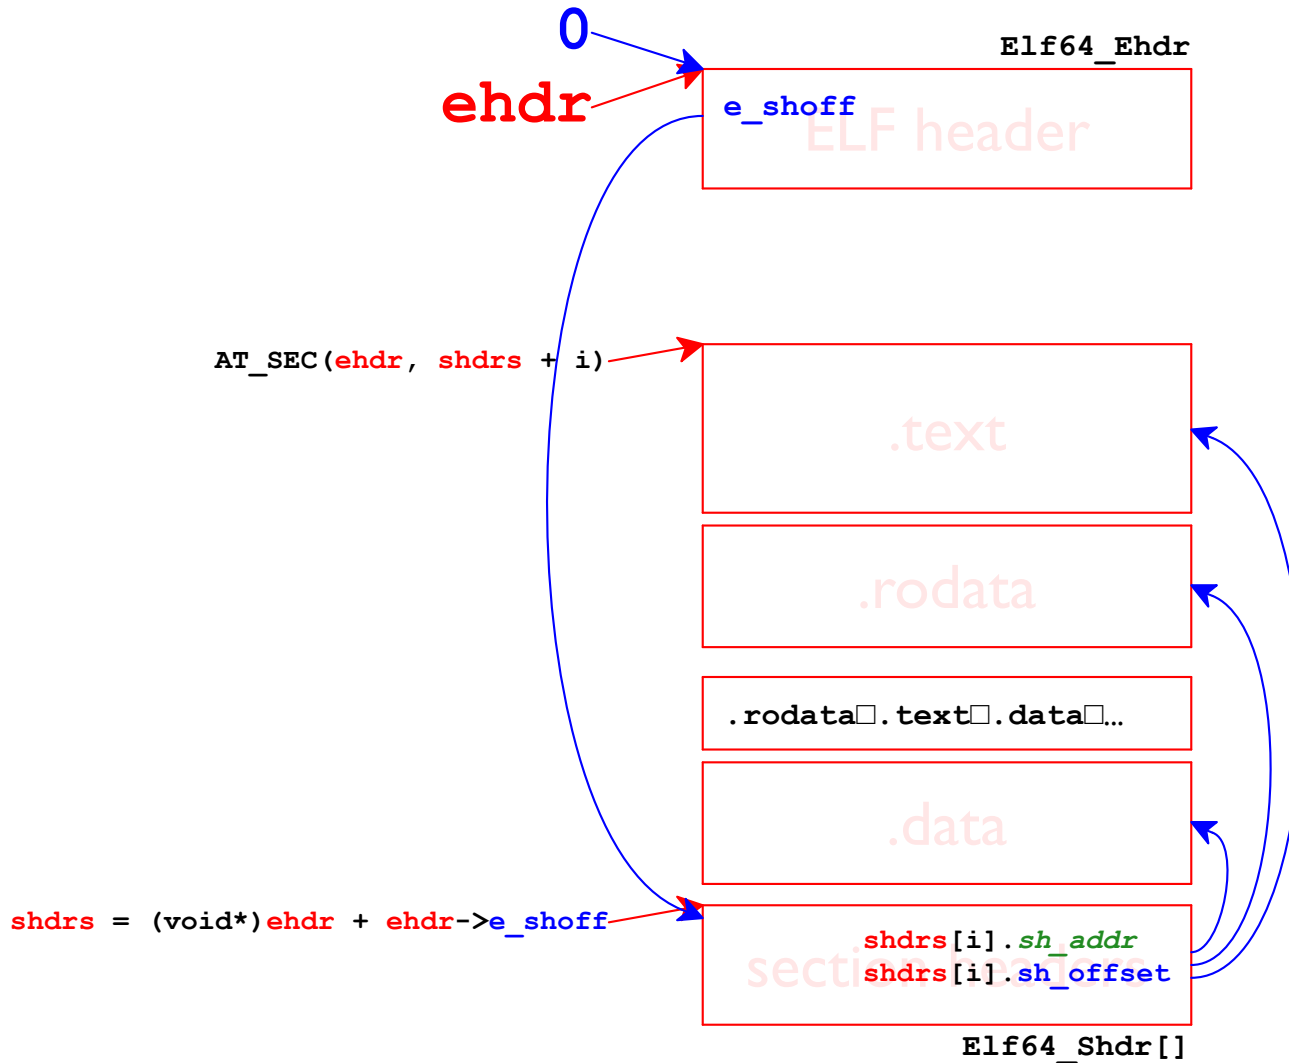 0
Elf64_Ehdr
ehdr
e_shoff
ELF header
AT_SEC(ehdr, shdrs + i)
.text
.rodata
.rodata□.text□.data□…
.data
shdrs = (void*)ehdr + ehdr->e_shoff
shdrs[i].sh_addr
section headers
shdrs[i].sh_offset
Elf64_Shdr[]